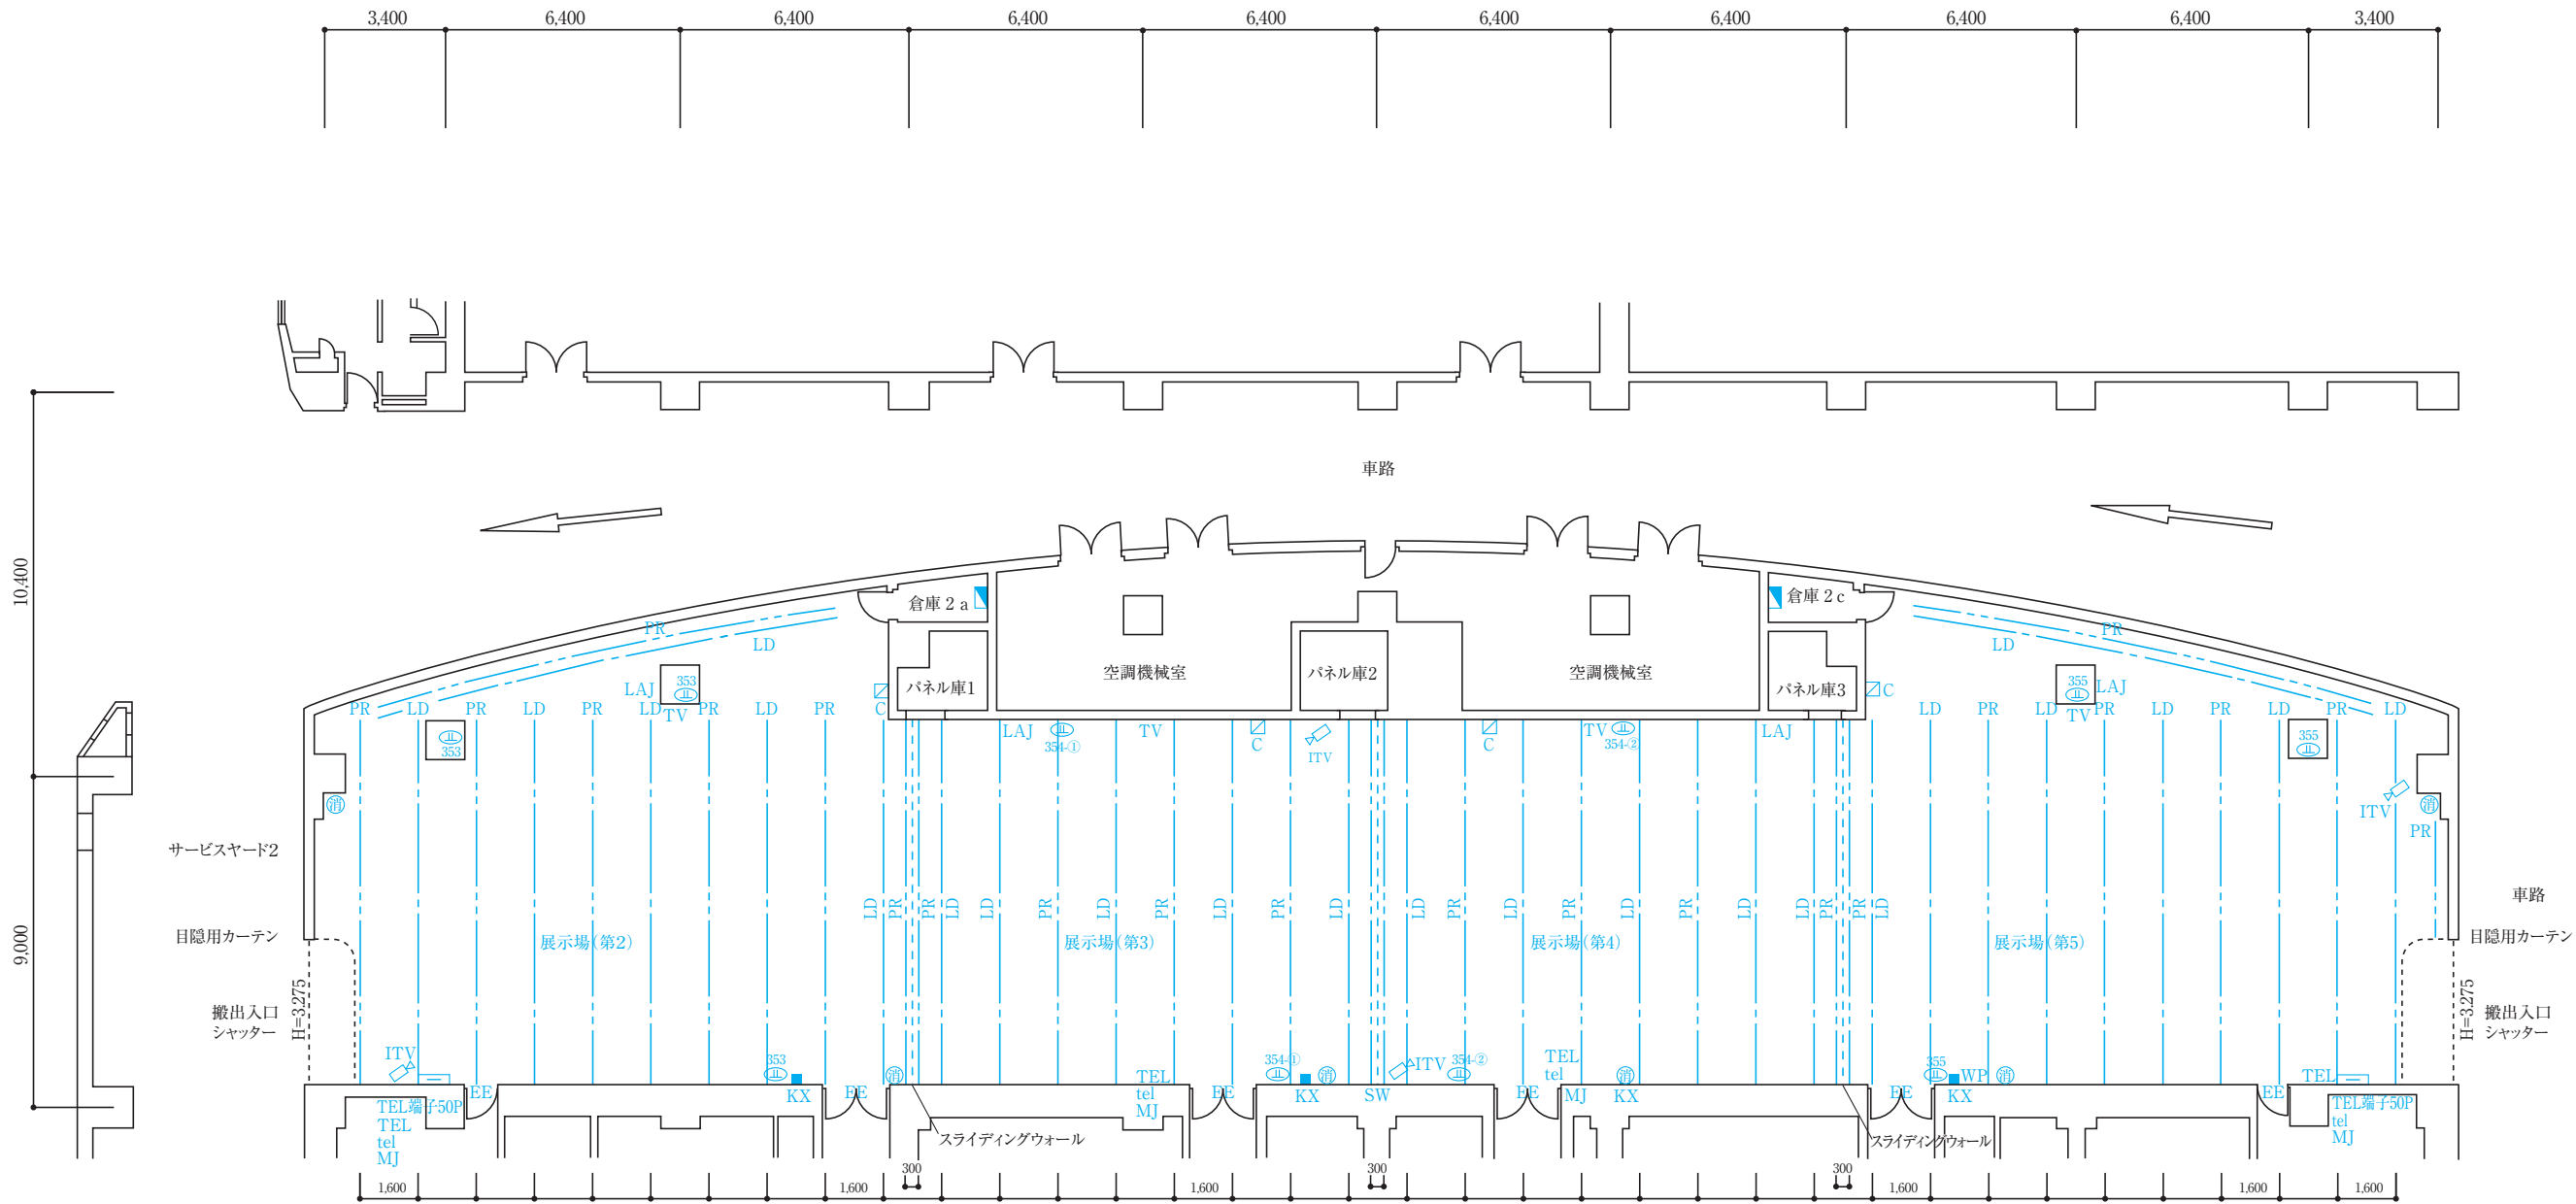 3,400 6,400 6,400 6,400 6,400 6,400 6,400 6,400 6,400 3,400
車路
10,400
倉庫2a
倉庫2c
PR
LD
PR
LD
空調機械室
パネル庫2
空調機械室
パネル庫1
パネル庫3
353
LAJ
TV
C
355
LAJ
TV
C
PR LD PR LD PR LD PR LD PR
LD PR LD PR LD PR LD PR LD
353
LAJ
354-①
TV
C
ITV
C
TV
354-②
LAJ
355
消
ITV
消
PR
サービスヤード2
車路
LD PR PR LD LD PR LD PR LD PR LD LD PR LD PR LD PR LD LD PR PR LD
9,000
目隠用カーテン
展示場(第2)
展示場(第3)
展示場(第4)
展示場(第5)
目隠用カーテン
搬出入口
シャッター
H=3.275
H=3.275
搬出入口
シャッター
ITV
353
消
354-①
消
ITV
354-②
TEL
tel
消
355
WP
消
TEL
EE
KX
EE
TEL
tel
MJ
EE
KX
SW
EE
MJ
KX
EE
KX
EE
TEL端子50P
TEL
tel
MJ
TEL端子50P
tel
MJ
スライディングウォール
スライディングウォール
300 300 300
1,600 1,600 1,600 1,600 1,600 1,600